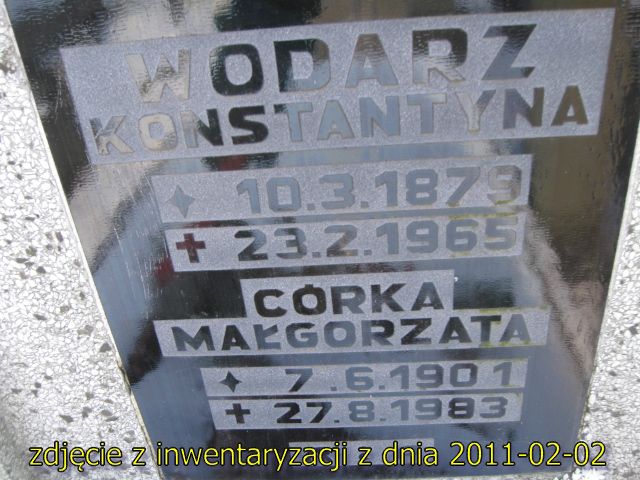 WODARZ
KONSTANTYNA
✦ 10.3.1879
✝ 23.2.1965
CÓRKA
MAŁGORZATA
✦ 7.6.1901
✝ 27.8.1983
zdjęcie z inwentaryzacji z dnia 2011-02-02